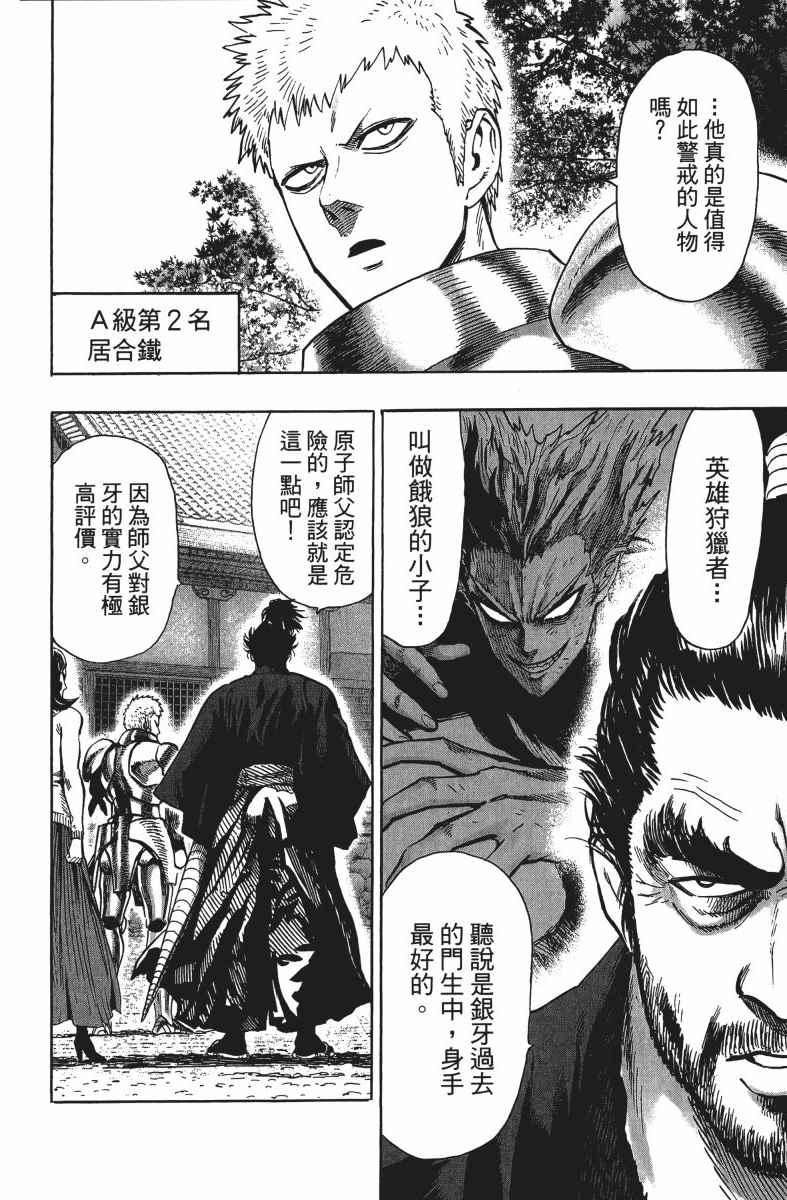 …他真的是值得
如此警戒的人物
嗎？
Ａ級第２名
居合鐵
英雄狩獵者…
叫做餓狼的小子…
聽說是銀牙過去
的門生中，身手
最好的。
原子師父認定危
險的，應該就是
這一點吧！
因為師父對銀
牙的實力有極
高評價。